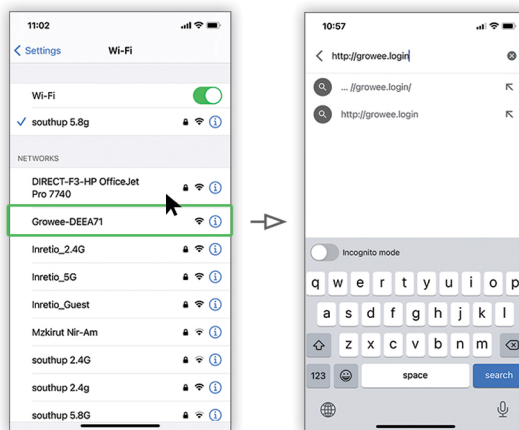 11:02
Settings
Wi-Fi
Wi-Fi
southup 5.8g
NETWORKS
DIRECT-F3-HP OfficeJet
Pro 7740
Growee-DEEA71
Inretio_2.4G
Inretio_5G
Inretio_Guest
Mzkirut Nir-Am
southup 2.4G
southup 2.4g
southup 5.8G
10:57
http://growee.login
... //growee.login/
http://growee.login
Incognito mode
q w e r t y u i o p
a s d f g h j k l
z x c v b n m
123 space search